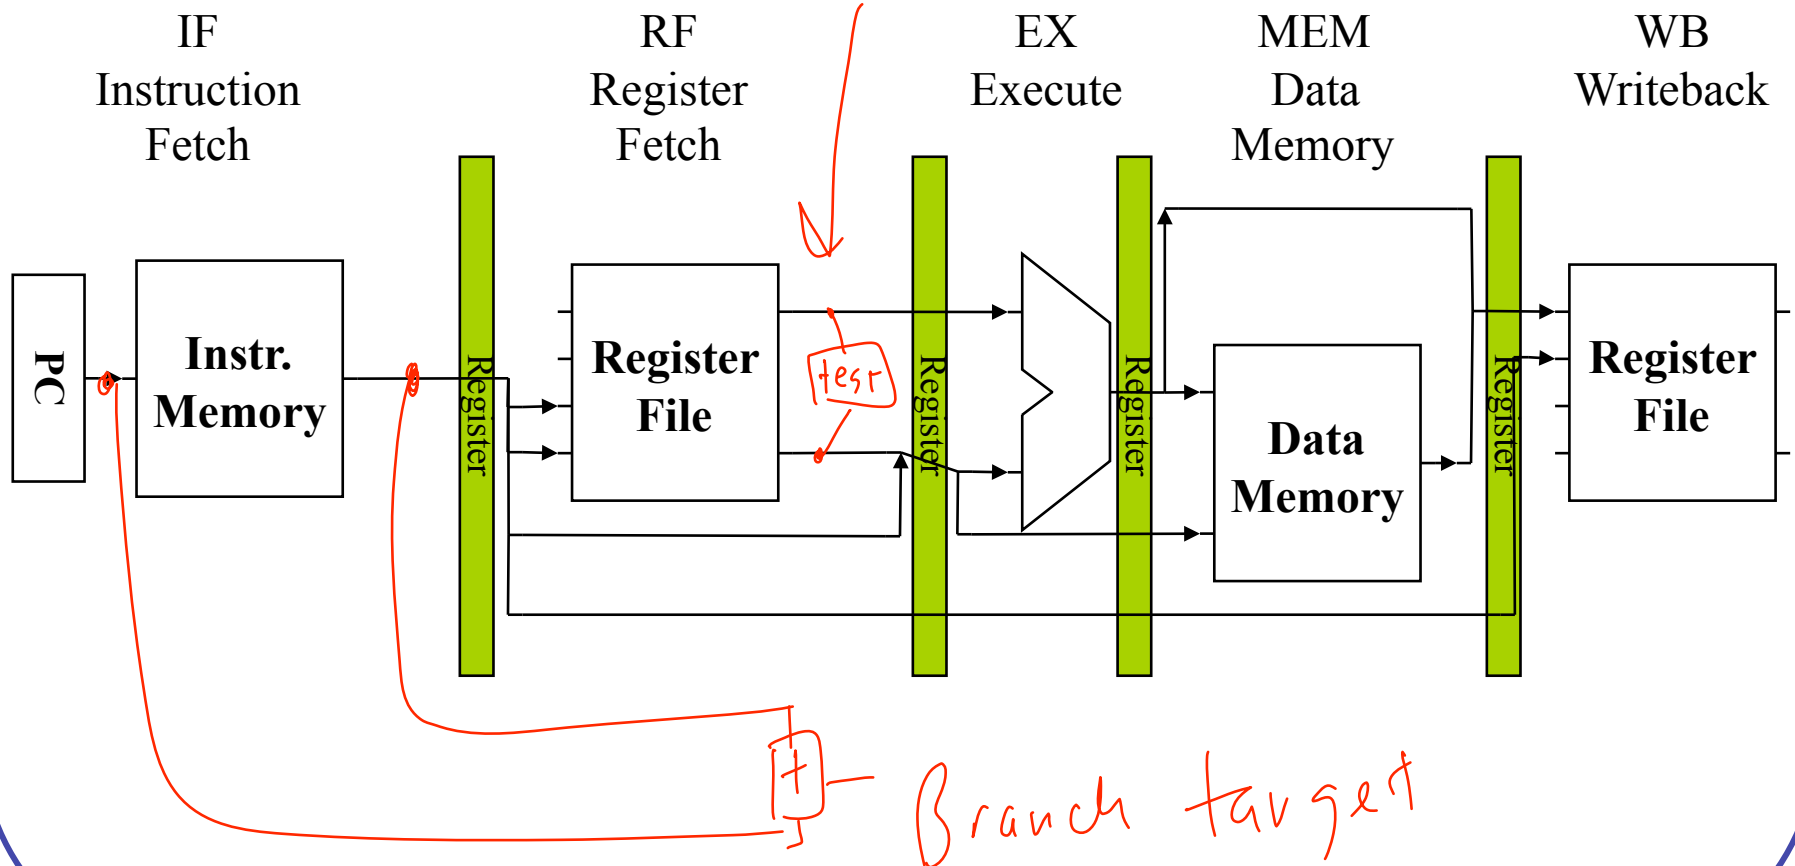 IF
Instruction
Fetch
RF
Register
Fetch
EX
Execute
MEM
Data
Memory
WB
Writeback
PC
Instr.
Memory
Register
Register
File
test
Register
Register
Data
Memory
Register
Register
File
+
Branch target